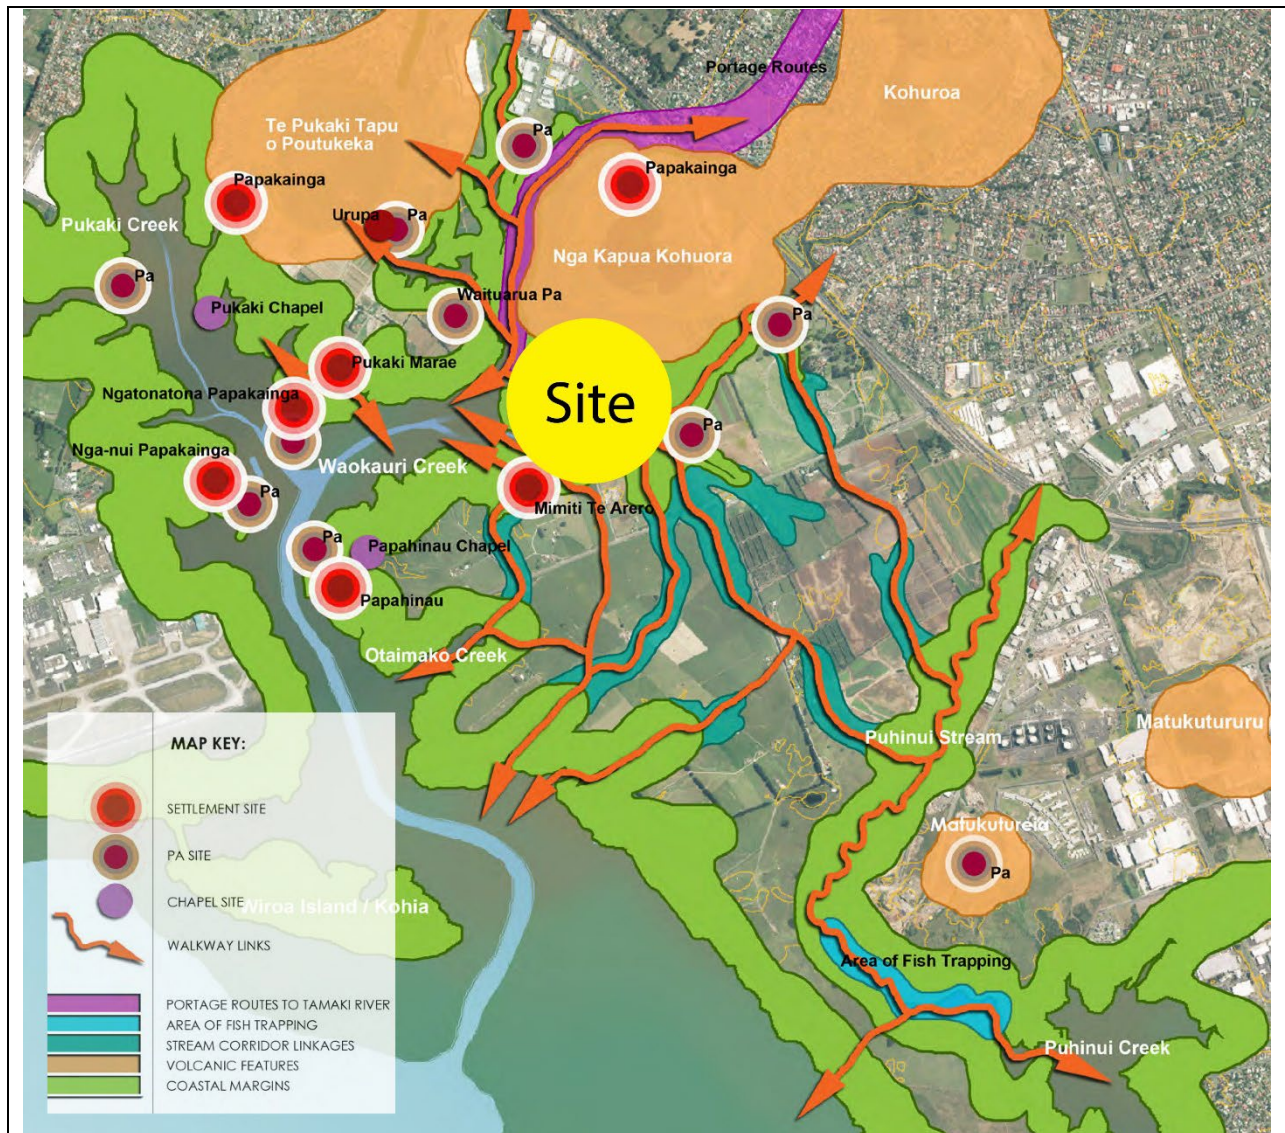 Portage Routes
Kohuroa
Te Pukaki Tapu
o Poutukeka
Pa
Papakainga
Papakainga
Urupa
Pa
Pukaki Creek
Nga Kapua Kohuora
Pa
Waituarua Pa
Pukaki Chapel
Pa
Pukaki Marae
Ngatonatona Papakainga
Site
Pa
Nga-nui Papakainga
Waokauri Creek
Pa
Mimiti Te Arero
Pa
Papahinau Chapel
Papahinau
Otaimako Creek
Matukutururu
Puhinui Stream
Matukutureia
Pa
Wiroa Island / Kohia
Area of Fish Trapping
Puhinui Creek
MAP KEY:
SETTLEMENT SITE
PA SITE
CHAPEL SITE
WALKWAY LINKS
PORTAGE ROUTES TO TAMAKI RIVER
AREA OF FISH TRAPPING
STREAM CORRIDOR LINKAGES
VOLCANIC FEATURES
COASTAL MARGINS